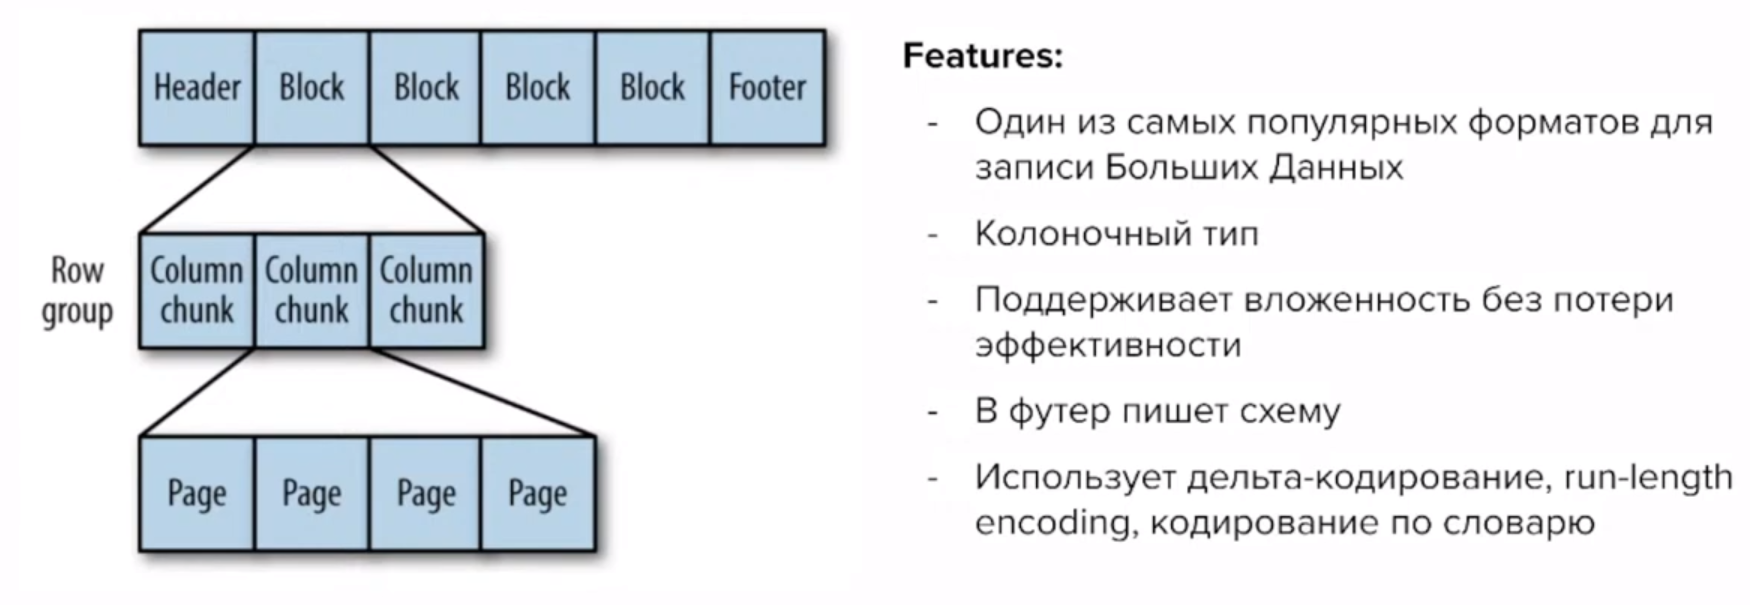 Header Block Block Block Block Footer
Row group
Column chunk
Column chunk
Column chunk
Page Page Page Page
Features:
- Один из самых популярных форматов для
записи Больших Данных
- Колоночный тип
- Поддерживает вложенность без потери
эффективности
- В футер пишет схему
- Использует дельта-кодирование, run-length
encoding, кодирование по словарю